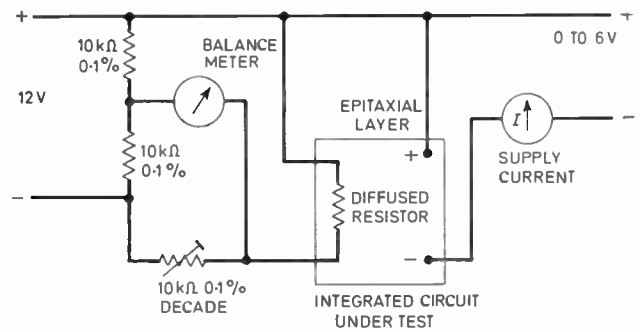 +
+
10kΩ
0·1%
BALANCE
METER
0 TO 6V
12V
EPITAXIAL
LAYER
I
+
10kΩ
0·1%
DIFFUSED
RESISTOR
SUPPLY
CURRENT
−
−
−
10kΩ 0·1%
DECADE
INTEGRATED CIRCUIT
UNDER TEST